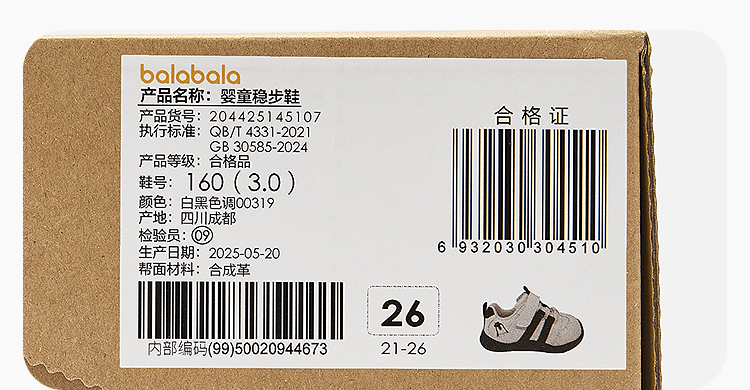 balabala
产品名称：婴童稳步鞋
产品货号：204425145107
执行标准：QB/T 4331-2021
GB 30585-2024
产品等级：合格品
鞋号：160（3.0）
颜色：白黑色调00319
产地：四川成都
检验员：09
生产日期：2025-05-20
帮面材料：合成革
内部编码(99)50020944673
合格证
6 932030 304510
26
21-26